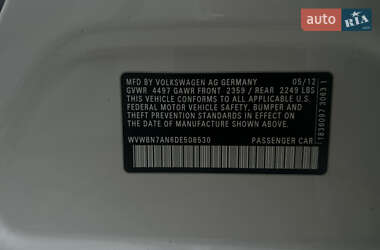 auto RIA
MFD BY VOLKSWAGEN AG GERMANY 05/12
GVWR 4497 GAWR FRONT 2359 / REAR 2249 LBS
THIS VEHICLE CONFORMS TO ALL APPLICABLE U.S.
FEDERAL MOTOR VEHICLE SAFETY, BUMPER AND
THEFT PREVENTION STANDARDS IN EFFECT ON THE
DATE OF MANUFACTURE SHOWN ABOVE.
WVWBN7AN6DE508530 PASSENGER CAR